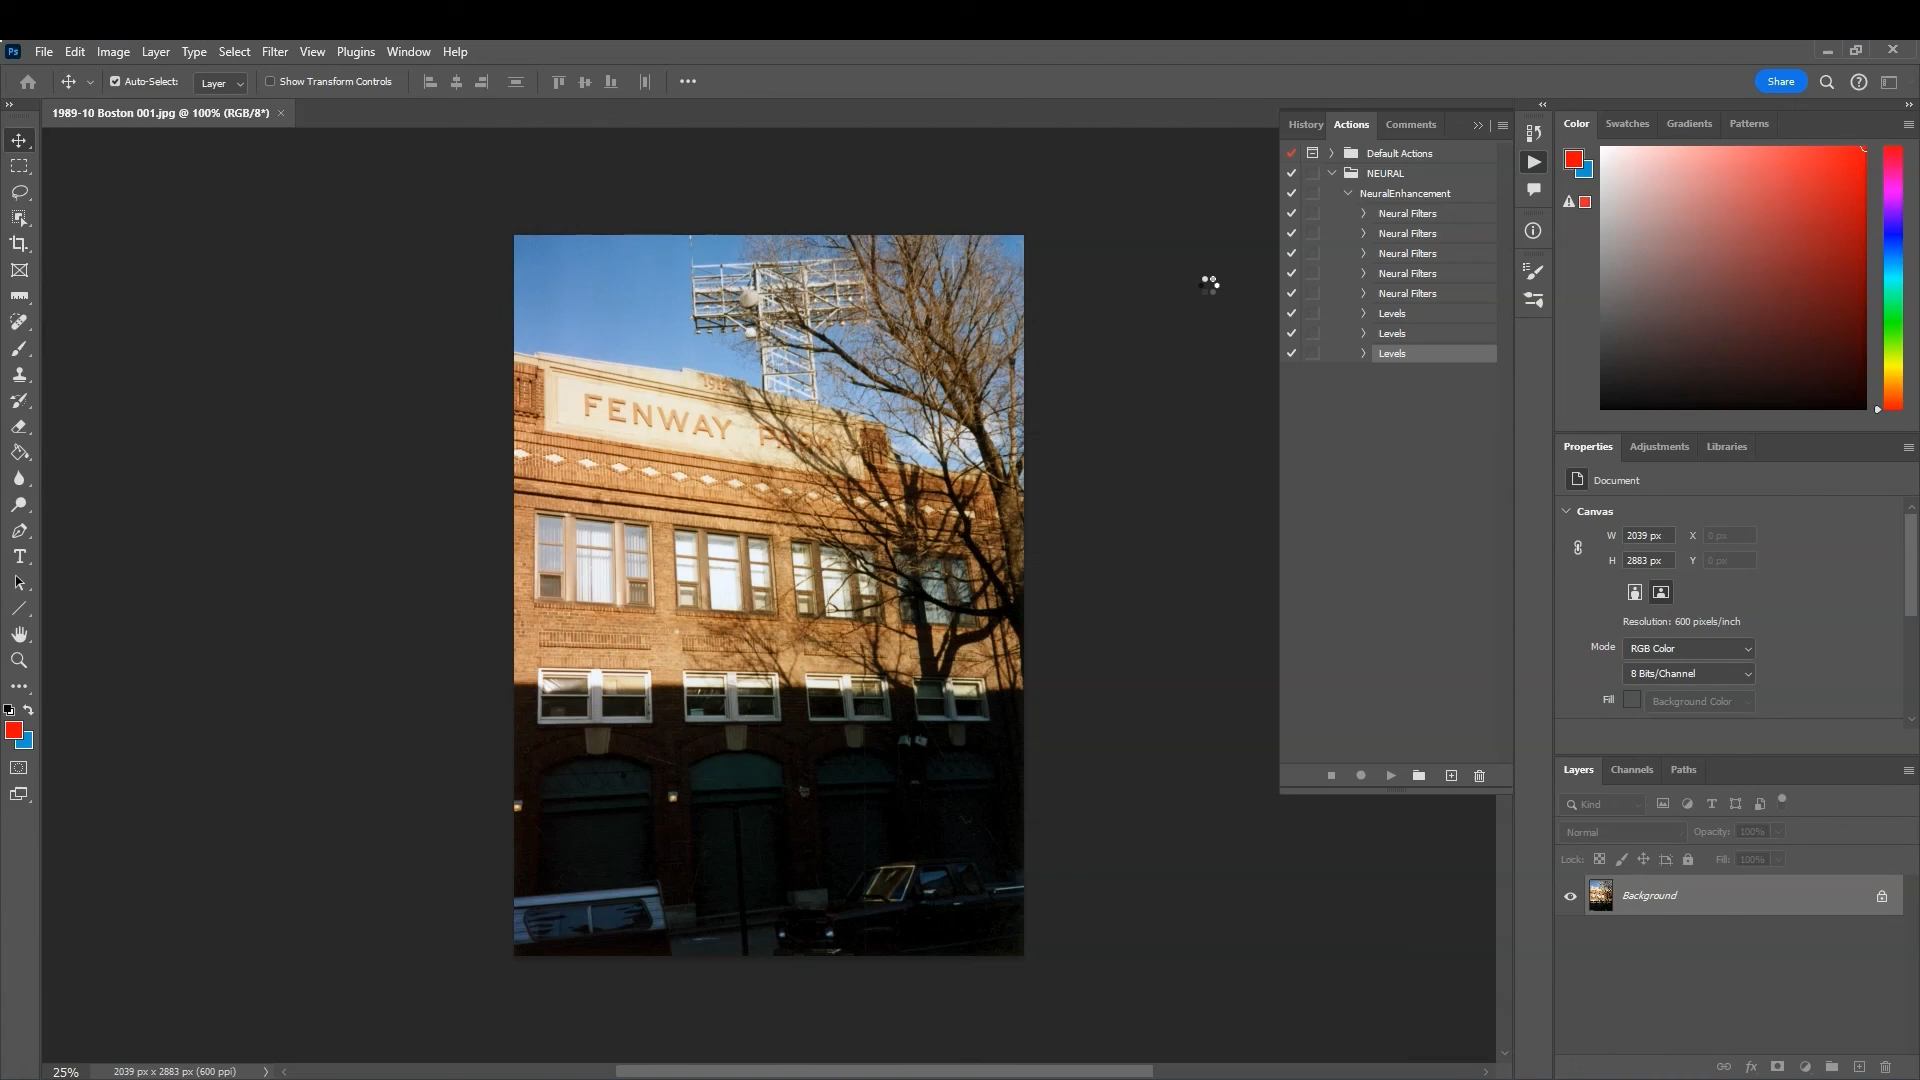 Ps File Edit Image Layer Type Select Filter View Plugins Window Help
Auto-Select: Layer Show Transform Controls Share
1989-10 Boston 001.jpg @ 100% (RGB/8*)
History Actions Comments
Default Actions
NEURAL
NeuralEnhancement
Neural Filters
Neural Filters
Neural Filters
Neural Filters
Neural Filters
Levels
Levels
Levels
Color Swatches Gradients Patterns
Properties Adjustments Libraries
Document
Canvas
W 2039 px X 0 px
H 2883 px Y 0 px
Resolution: 600 pixels/inch
Mode RGB Color
8 Bits/Channel
Fill Background Color
Layers Channels Paths
Kind
Normal Opacity: 100%
Lock: Fill: 100%
Background
1912
FENWAY PARK
25% 2039 px x 2883 px (600 ppi)